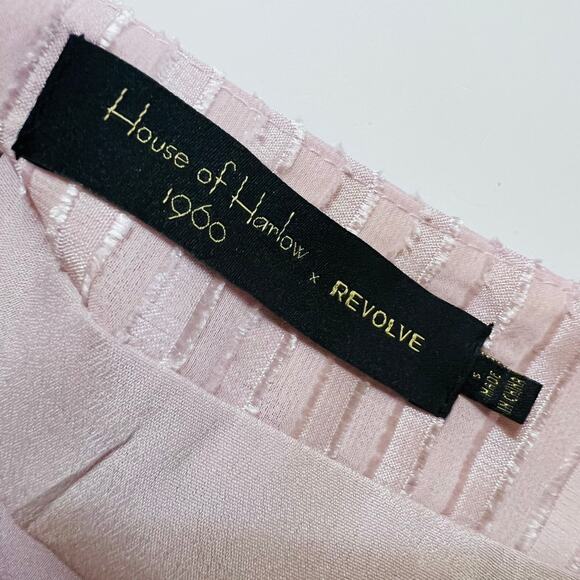 House of Harlow
1960 × REVOLVE
S
MADE
IN CHINA